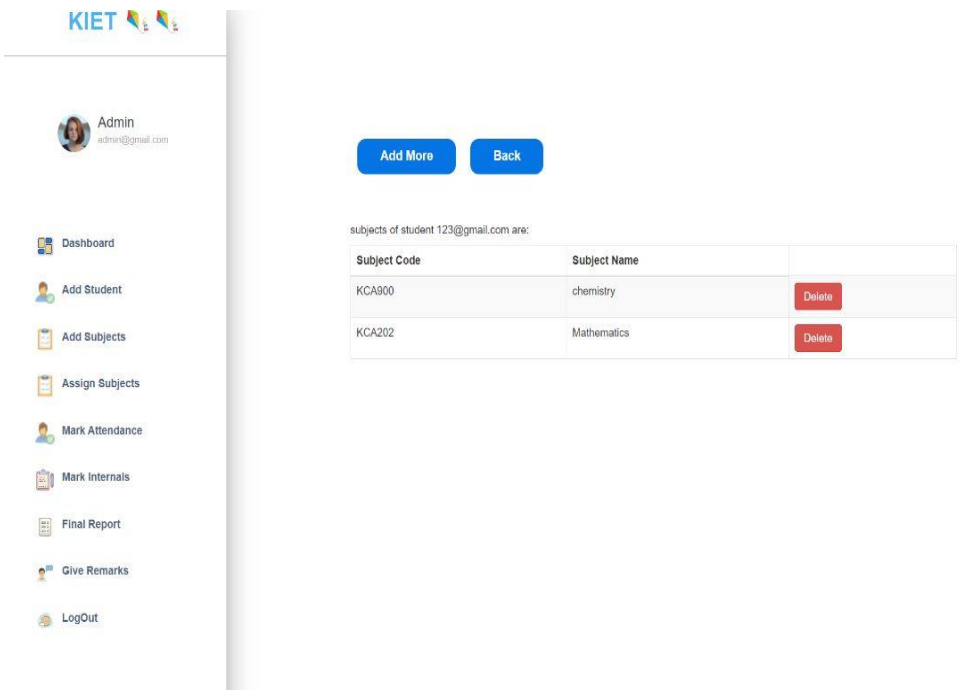 KIET
Admin
admin@gmail.com
Dashboard
Add Student
Add Subjects
Assign Subjects
Mark Attendance
Mark Internals
Final Report
Give Remarks
LogOut
Add More Back
subjects of student 123@gmail.com are:
Subject Code Subject Name
KCA900 chemistry Delete
KCA202 Mathematics Delete